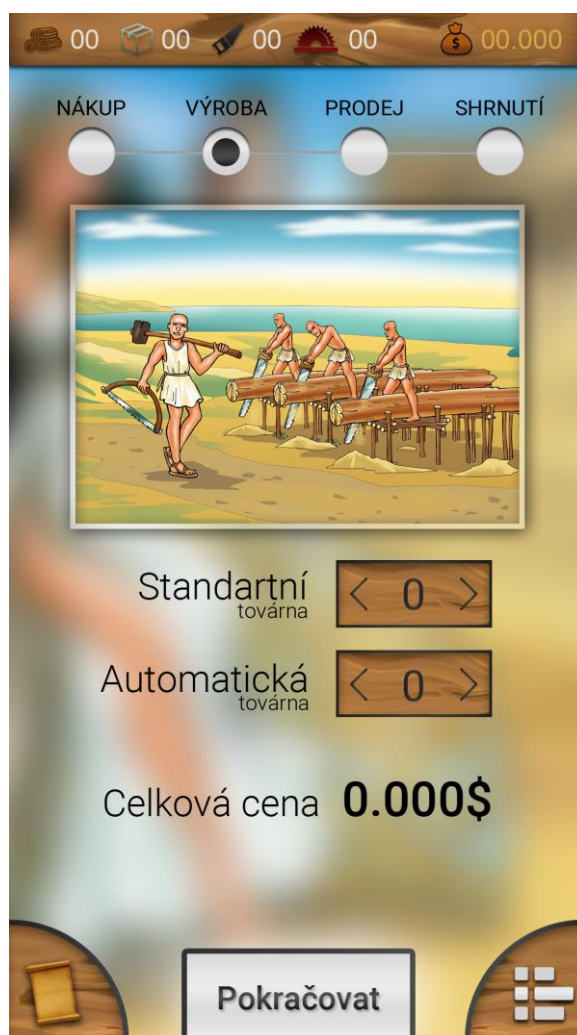 00 00 00 00 $ 00.000
NÁKUP VÝROBA PRODEJ SHRNUTÍ
Standartní
továrna
< 0 >
Automatická
továrna
< 0 >
Celková cena 0.000$
Pokračovat